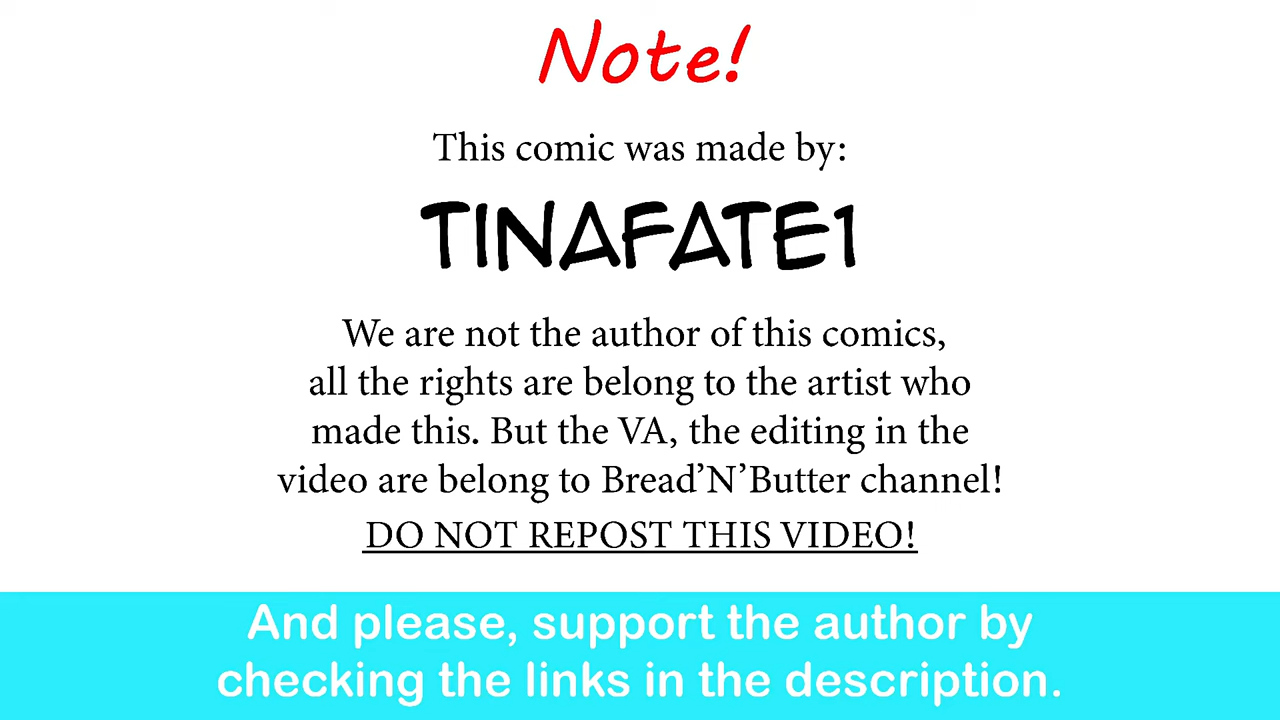 Note!
This comic was made by:
TINAFATE1
We are not the author of this comics,
all the rights are belong to the artist who
made this. But the VA, the editing in the
video are belong to Bread’N’Butter channel!
DO NOT REPOST THIS VIDEO!
And please, support the author by
checking the links in the description.